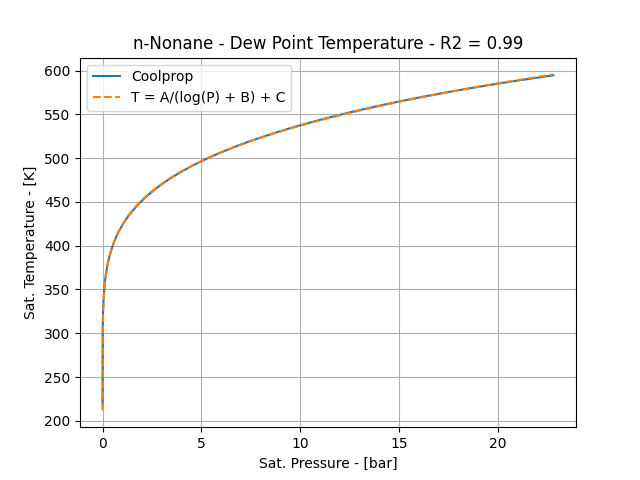 n-Nonane - Dew Point Temperature - R2 = 0.99
Coolprop
T = A/(log(P) + B) + C
Sat. Temperature - [K]
600
550
500
450
400
350
300
250
200
0 5 10 15 20
Sat. Pressure - [bar]